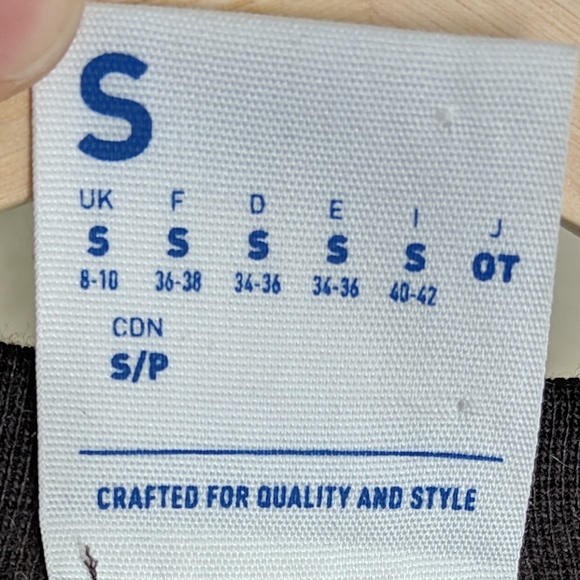 S
UK F D E I J
S S S S S OT
8-10 36-38 34-36 34-36 40-42
CDN
S/P
CRAFTED FOR QUALITY AND STYLE